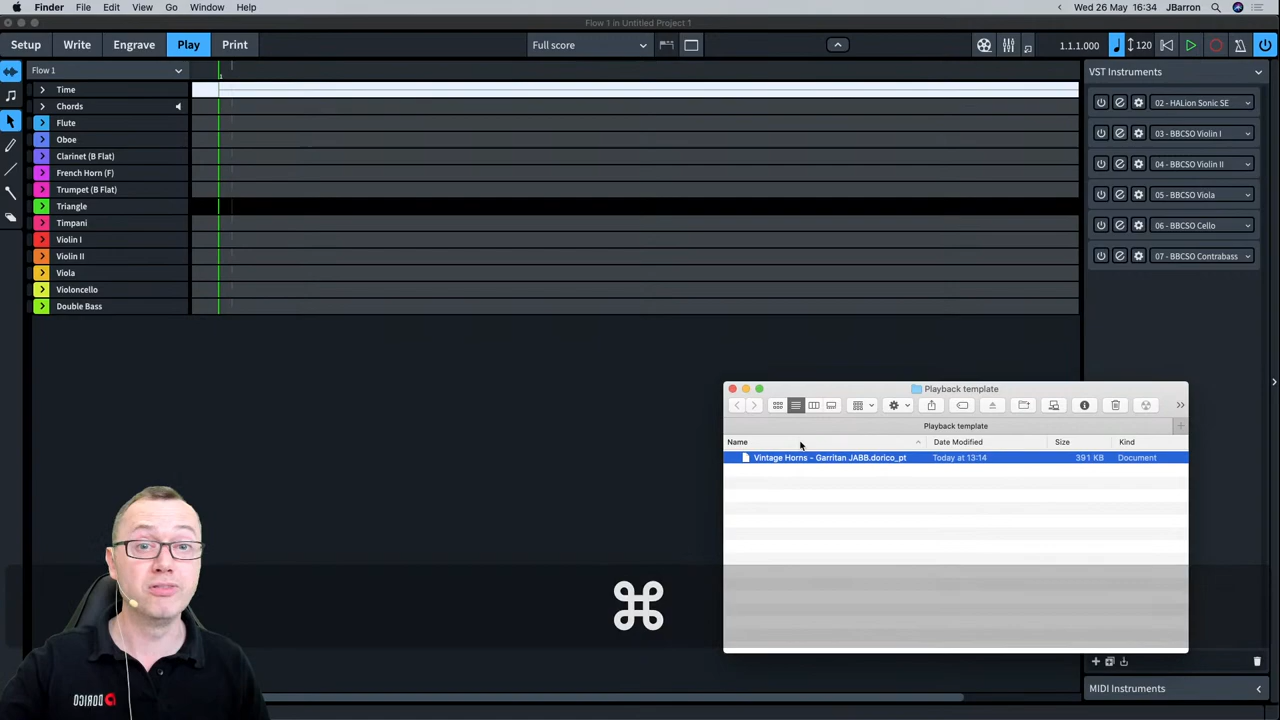 Finder File Edit View Go Window Help
Wed 26 May 16:34 JBarron
Flow 1 in Untitled Project 1
Setup Write Engrave Play Print
Full score
1.1.1.000
120
Flow 1
1
VST Instruments
Time
Chords
Flute
Oboe
Clarinet (B Flat)
French Horn (F)
Trumpet (B Flat)
Triangle
Timpani
Violin I
Violin II
Viola
Violoncello
Double Bass
02 - HALion Sonic SE
03 - BBCSO Violin I
04 - BBCSO Violin II
05 - BBCSO Viola
06 - BBCSO Cello
07 - BBCSO Contrabass
Playback template
Playback template
Name Date Modified Size Kind
Vintage Horns - Garritan JABB.dorico_pt Today at 13:14 391 KB Document
⌘
DORICO
MIDI Instruments